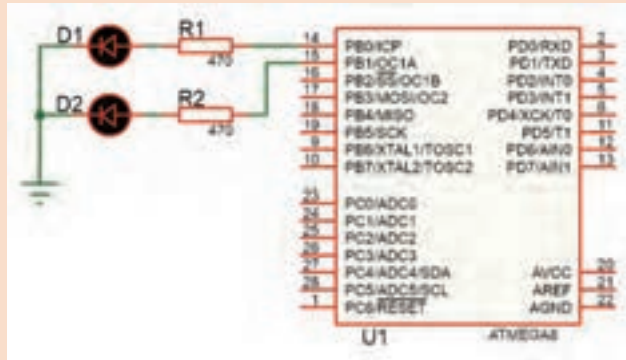 D1
R1
470
D2
R2
470
14 PB0/ICP
15 PB1/OC1A
16 PB2/SS/OC1B
17 PB3/MOSI/OC2
18 PB4/MISO
19 PB5/SCK
9 PB6/XTAL1/TOSC1
10 PB7/XTAL2/TOSC2
23 PC0/ADC0
24 PC1/ADC1
25 PC2/ADC2
26 PC3/ADC3
27 PC4/ADC4/SDA
28 PC5/ADC5/SCL
1 PC6/RESET
PD0/RXD 2
PD1/TXD 3
PD2/INT0 4
PD3/INT1 5
PD4/XCK/T0 6
PD5/T1 11
PD6/AIN0 12
PD7/AIN1 13
AVCC 20
AREF 21
AGND 22
U1
ATMEGA8